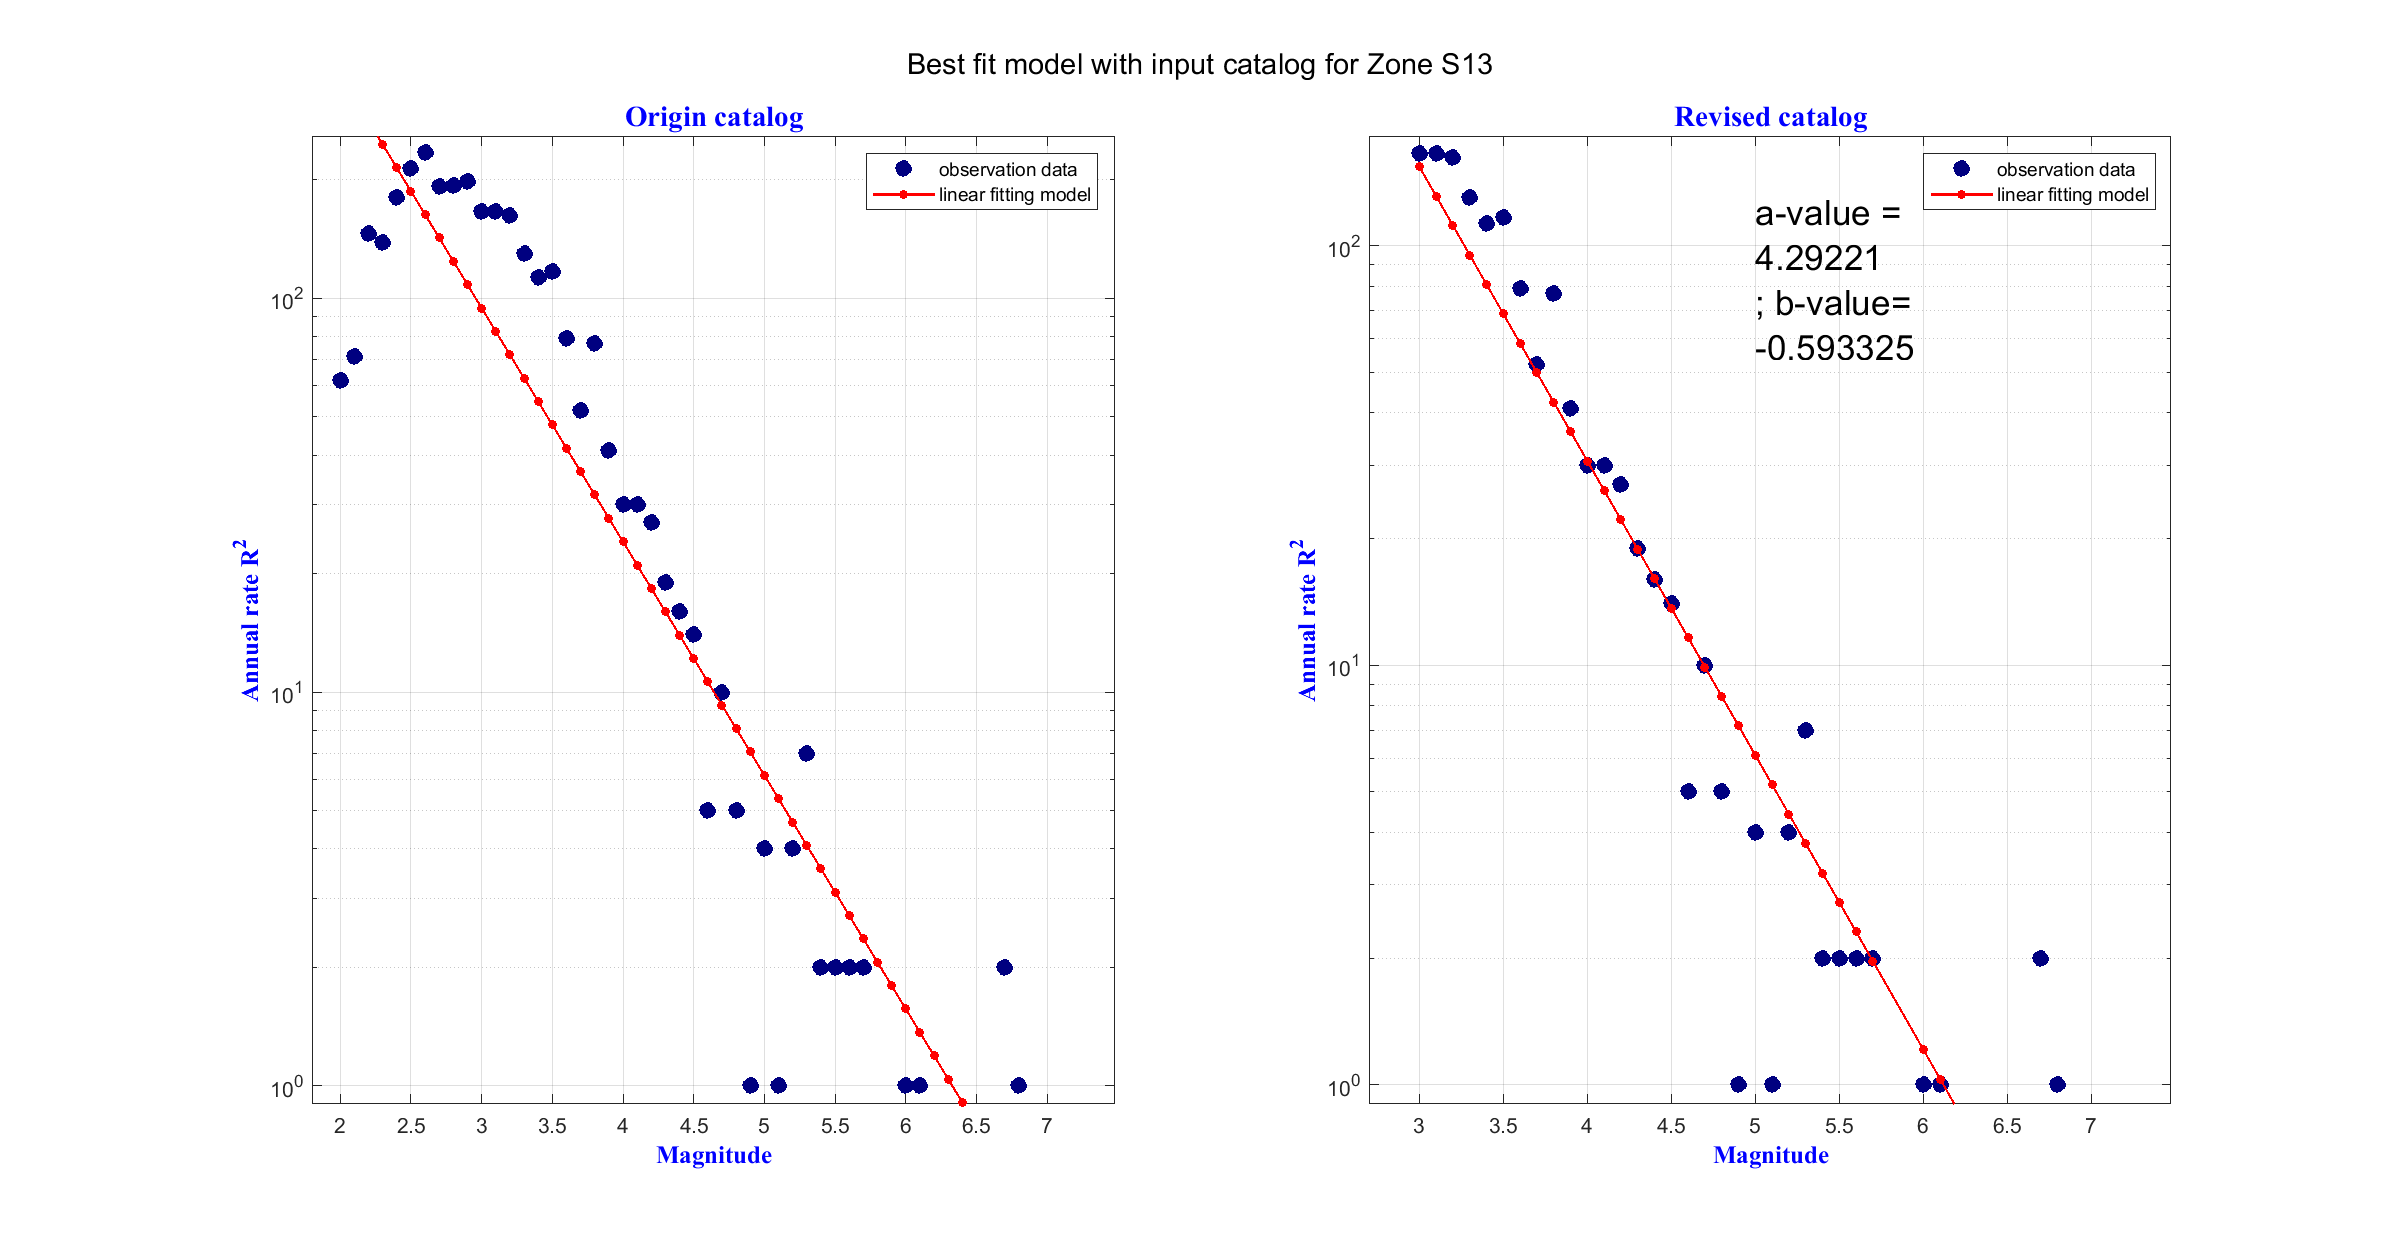 Best fit model with input catalog for Zone S13
Origin catalog
observation data
linear fitting model
10^2
10^1
10^0
Annual rate R^2
2 2.5 3 3.5 4 4.5 5 5.5 6 6.5 7
Magnitude
Revised catalog
observation data
linear fitting model
a-value =
4.29221
; b-value=
-0.593325
10^2
10^1
10^0
Annual rate R^2
3 3.5 4 4.5 5 5.5 6 6.5 7
Magnitude